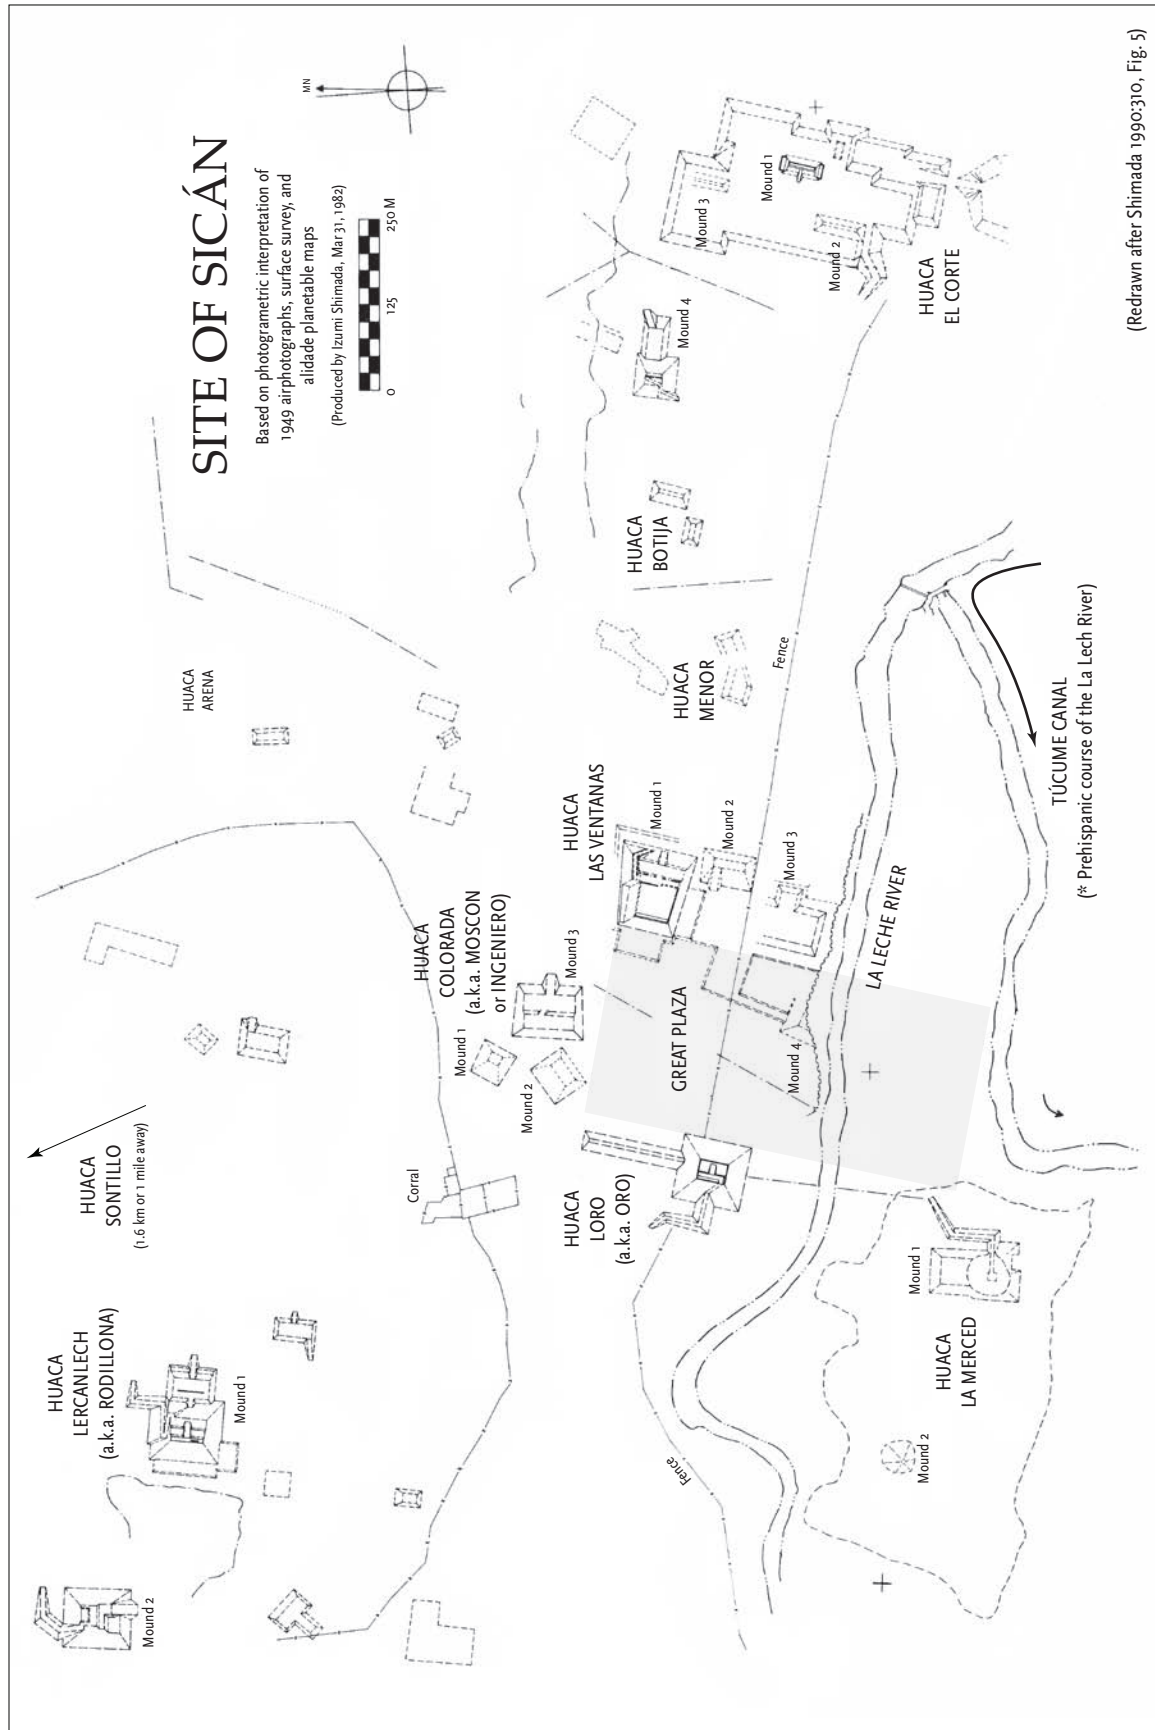 SITE OF SICÁN
Based on photogrametric interpretation of
1949 airphotographs, surface survey, and
alidade planetable maps
(Produced by Izumi Shimada, Mar 31, 1982)
0
125
250 M
MN
HUACA
SONTILLO
(1.6 km or 1 mile away)
HUACA
LERCANLECH
(a.k.a. RODILLONA)
Mound 1
Mound 2
Corral
HUACA
ARENA
HUACA
COLORADA
(a.k.a. MOSCON
or INGENIERO)
Mound 1
Mound 2
Mound 3
HUACA
LORO
(a.k.a. ORO)
GREAT PLAZA
HUACA
LAS VENTANAS
Mound 1
Mound 2
Mound 3
Mound 4
HUACA
MENOR
HUACA
BOTIJA
Mound 4
Mound 3
Mound 1
Mound 2
HUACA
EL CORTE
Fence
Fence
LA LECHE RIVER
HUACA
LA MERCED
Mound 1
Mound 2
TÚCUME CANAL
(* Prehispanic course of the La Lech River)
(Redrawn after Shimada 1990:310, Fig. 5)